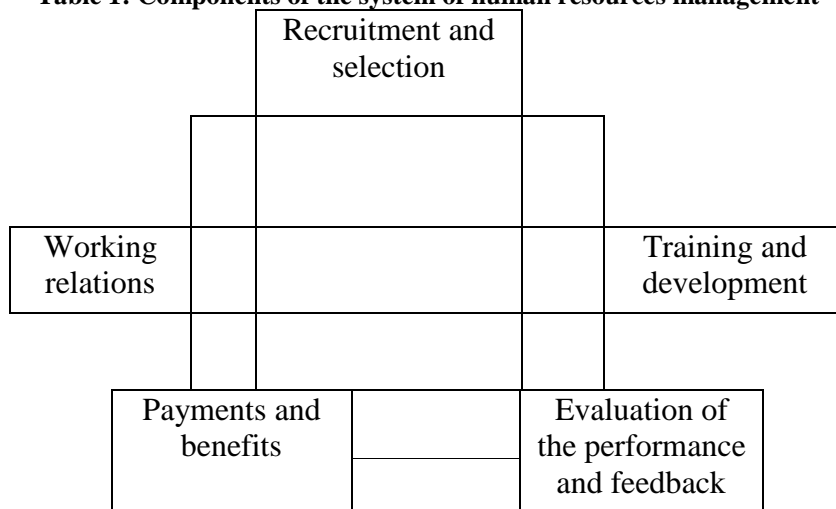 Table 1: Components of the system of human resources management
Recruitment and
selection
Working
relations
Training and
development
Payments and
benefits
Evaluation of
the performance
and feedback